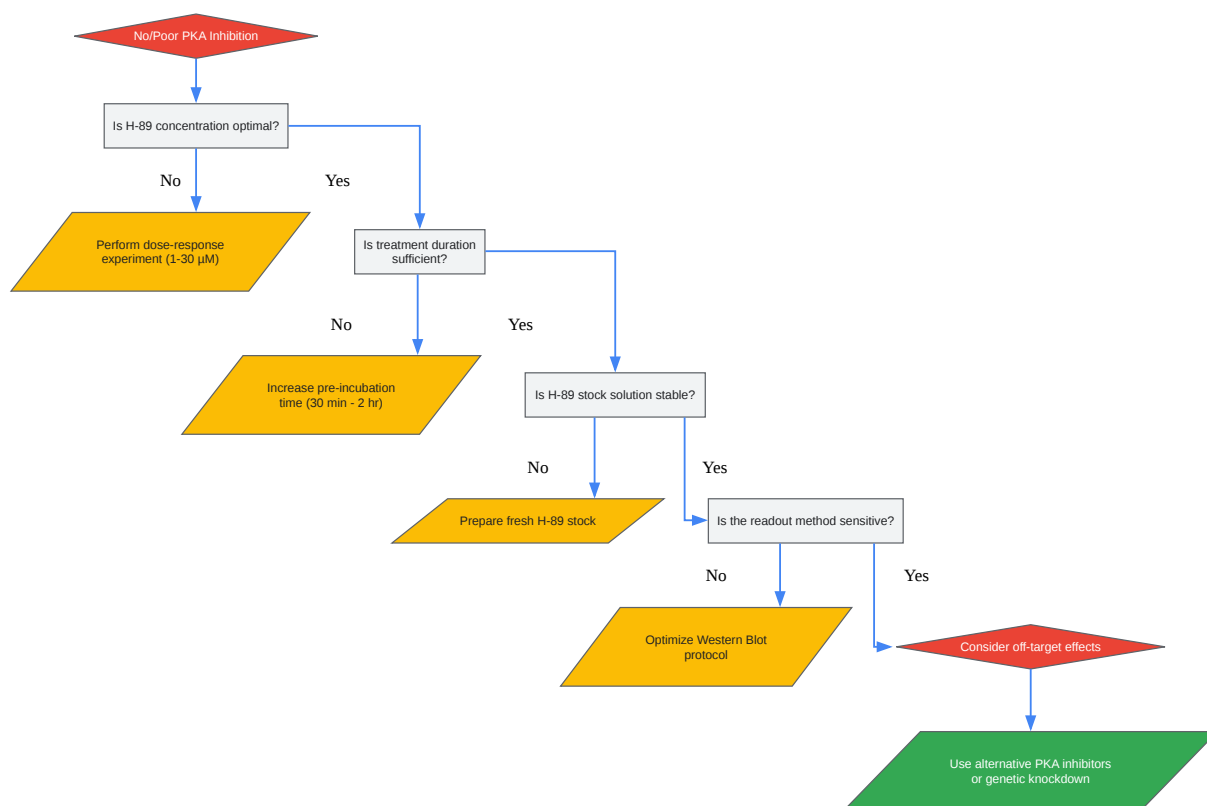 No/Poor PKA Inhibition
Is H-89 concentration optimal?
No
Yes
Perform dose-response
experiment (1-30 µM)
Is treatment duration
sufficient?
No
Yes
Increase pre-incubation
time (30 min - 2 hr)
Is H-89 stock solution stable?
No
Yes
Prepare fresh H-89 stock
Is the readout method sensitive?
No
Yes
Optimize Western Blot
protocol
Consider off-target effects
Use alternative PKA inhibitors
or genetic knockdown